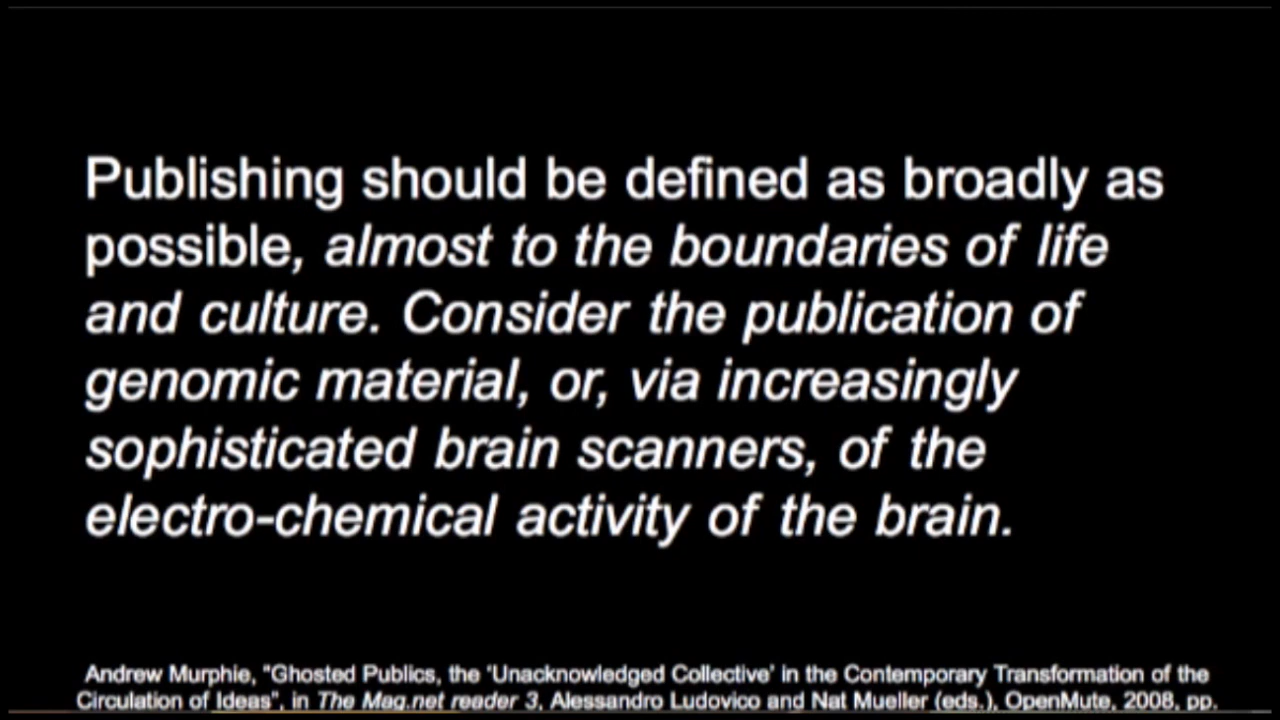 Publishing should be defined as broadly as
possible, almost to the boundaries of life
and culture. Consider the publication of
genomic material, or, via increasingly
sophisticated brain scanners, of the
electro-chemical activity of the brain.
Andrew Murphie, "Ghosted Publics, the 'Unacknowledged Collective' in the Contemporary Transformation of the
Circulation of Ideas", in The Mag.net reader 3, Alessandro Ludovico and Nat Mueller (eds.), OpenMute, 2008, pp.